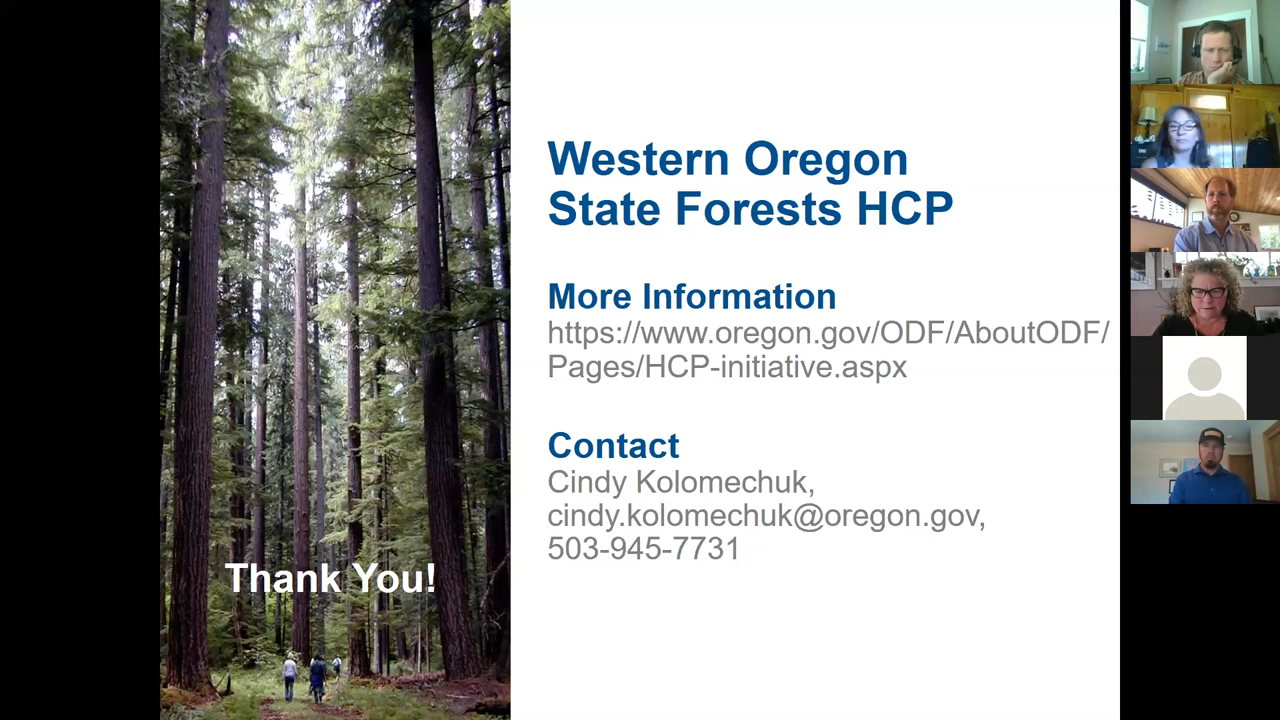 Western Oregon
State Forests HCP
More Information
https://www.oregon.gov/ODF/AboutODF/
Pages/HCP-initiative.aspx
Contact
Cindy Kolomechuk,
cindy.kolomechuk@oregon.gov,
503-945-7731
Thank You!